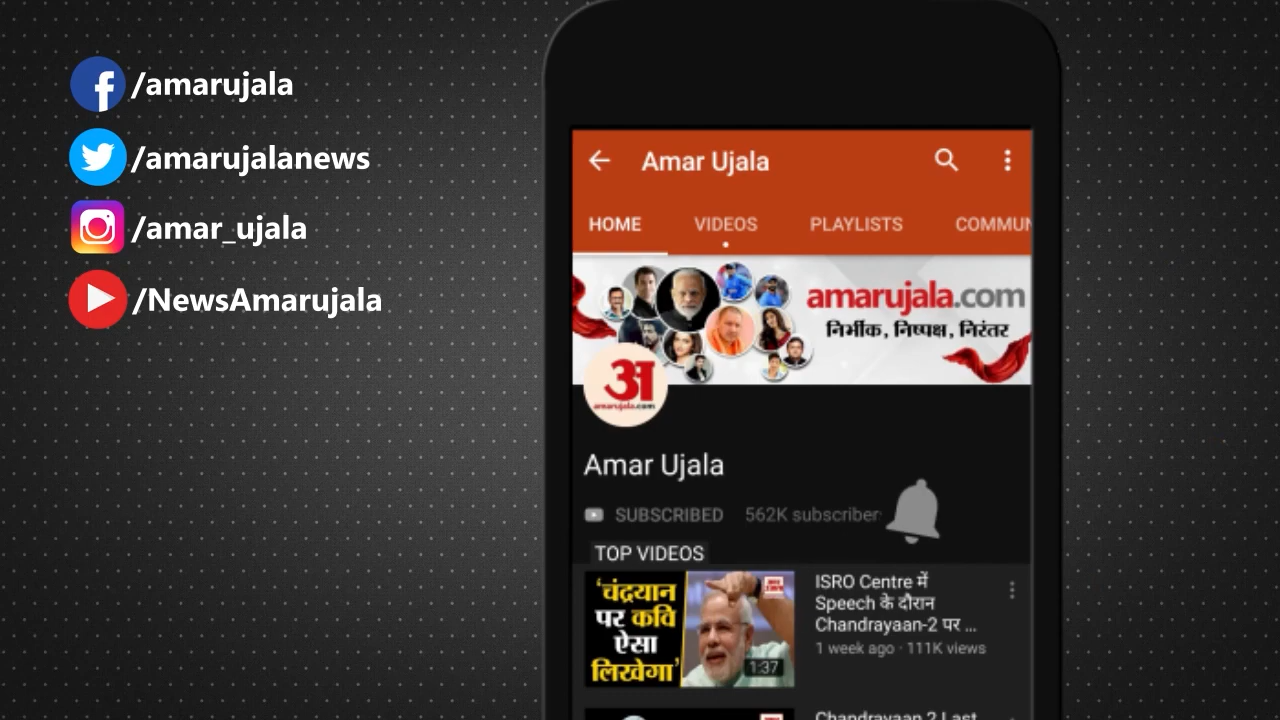 /amarujala
/amarujalanews
/amar_ujala
/NewsAmarujala
Amar Ujala
HOME VIDEOS PLAYLISTS COMMUN
amarujala.com
निर्भीक, निष्पक्ष, निरंतर
अ
amarujala.com
Amar Ujala
SUBSCRIBED 562K subscriber
TOP VIDEOS
'चंद्रयान
पर कवि
ऐसा
लिखेगा'
1:37
ISRO Centre में
Speech के दौरान
Chandrayaan-2 पर ...
1 week ago · 111K views
Chandrayaan 2 Last